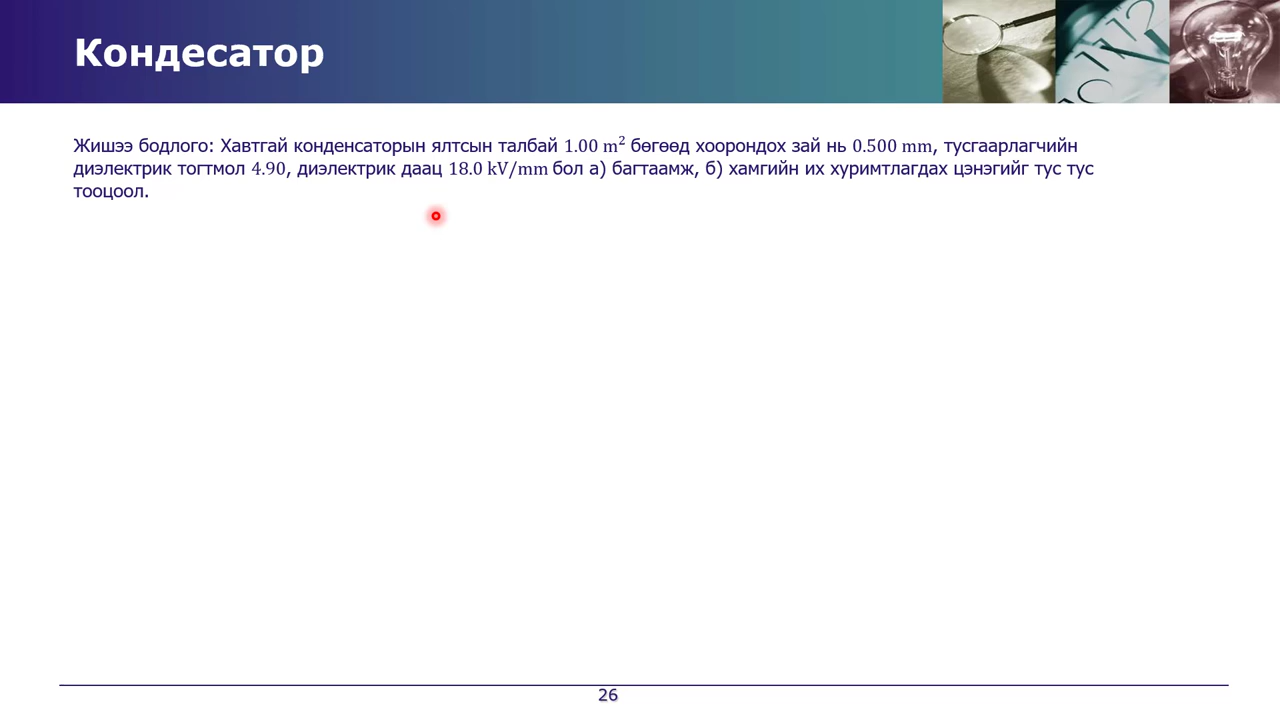 Кондесатор
Жишээ бодлого: Хавтгай конденсаторын ялтсын талбай 1.00 m² бөгөөд хоорондох зай нь 0.500 mm, тусгаарлагчийн
диэлектрик тогтмол 4.90, диэлектрик даац 18.0 kV/mm бол а) багтаамж, б) хамгийн их хуримтлагдах цэнэгийг тус тус
тооцоол.
26